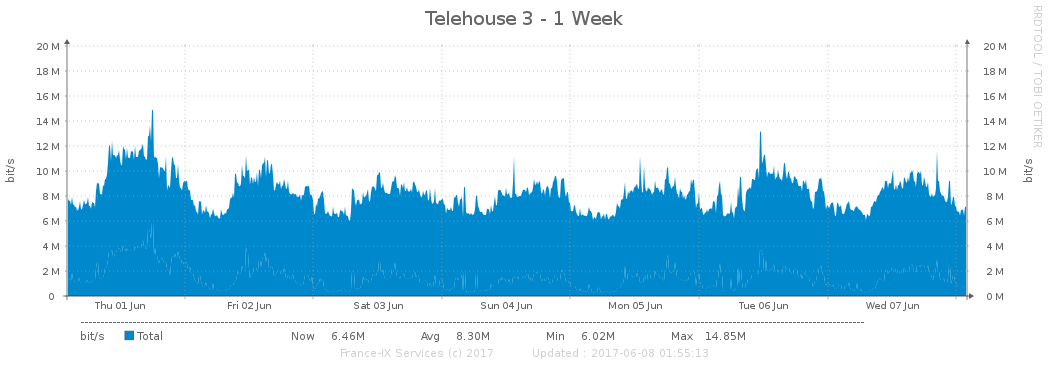 Telehouse 3 - 1 Week
RRDTOOL / TOBI OETIKER
bit/s
20 M 20 M
18 M 18 M
16 M 16 M
14 M 14 M
12 M 12 M
10 M 10 M
8 M 8 M
6 M 6 M
4 M 4 M
2 M 2 M
0 0 M
bit/s
Thu 01 Jun Fri 02 Jun Sat 03 Jun Sun 04 Jun Mon 05 Jun Tue 06 Jun Wed 07 Jun
bit/s Total Now 6.46M Avg 8.30M Min 6.02M Max 14.85M
France-IX Services (c) 2017 Updated : 2017-06-08 01:55:13